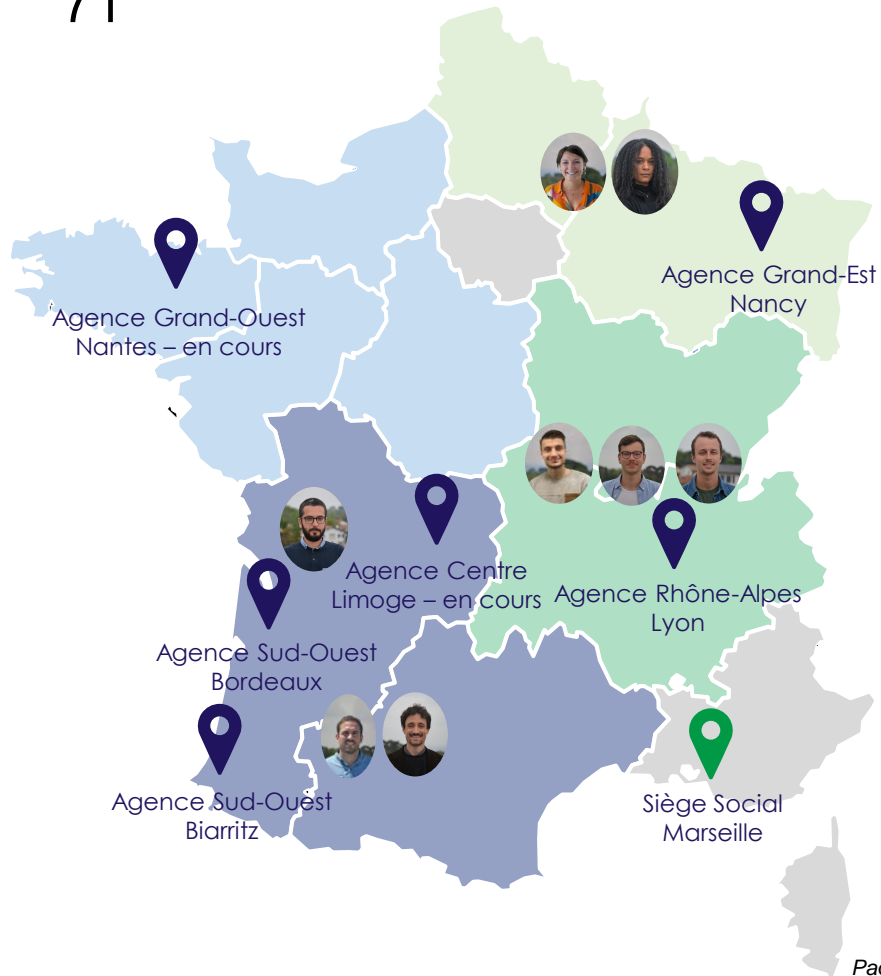 71
Agence Grand-Est
Nancy
Agence Grand-Ouest
Nantes – en cours
Agence Centre
Limoge – en cours
Agence Rhône-Alpes
Lyon
Agence Sud-Ouest
Bordeaux
Agence Sud-Ouest
Biarritz
Siège Social
Marseille